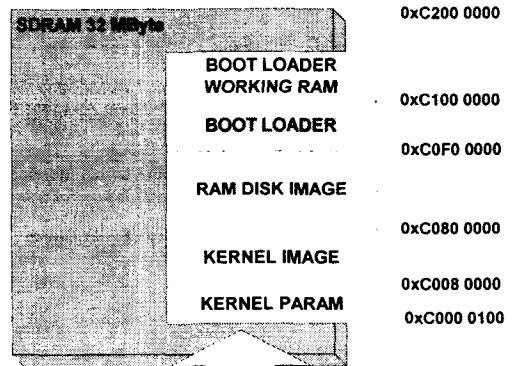 SDRAM 32 MByte
0xC200 0000
BOOT LOADER
WORKING RAM
0xC100 0000
BOOT LOADER
0xC0F0 0000
RAM DISK IMAGE
0xC080 0000
KERNEL IMAGE
0xC008 0000
KERNEL PARAM
0xC000 0100